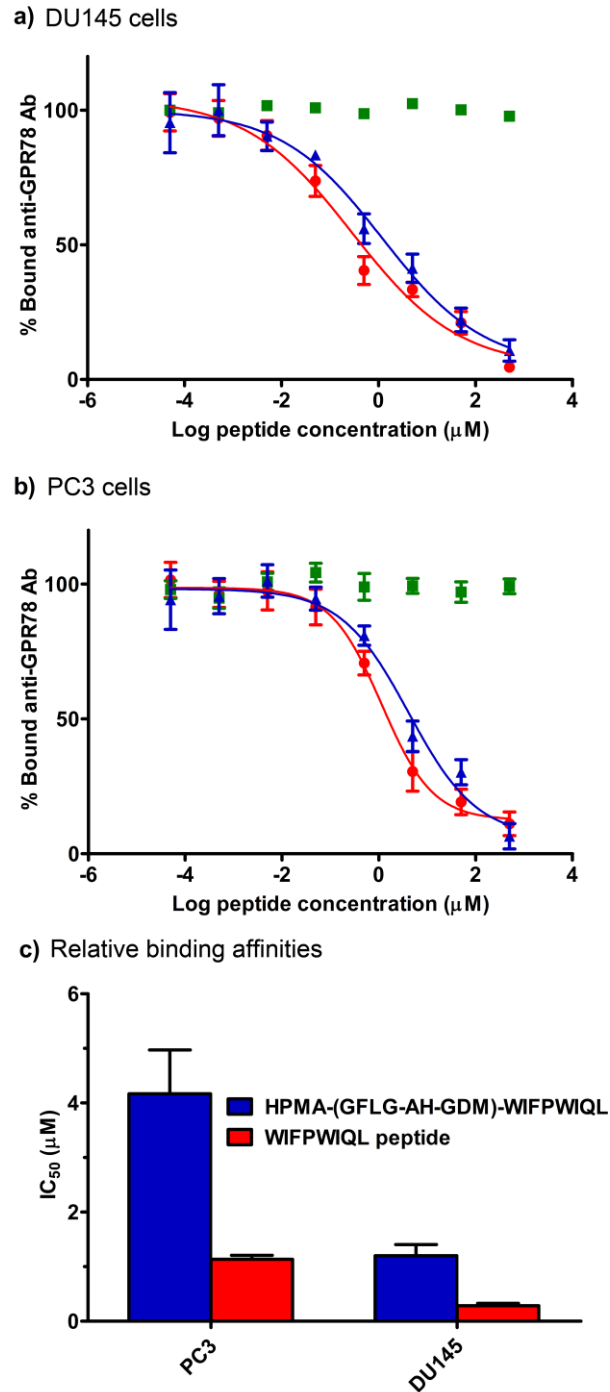 a) DU145 cells
100
50
0
% Bound anti-GPR78 Ab
-6 -4 -2 0 2 4
Log peptide concentration (μM)
b) PC3 cells
100
50
0
% Bound anti-GPR78 Ab
-6 -4 -2 0 2 4
Log peptide concentration (μM)
c) Relative binding affinities
6
4
2
0
IC50 (μM)
HPMA-(GFLG-AH-GDM)-WIFPWIQL
WIFPWIQL peptide
PC3
DU145